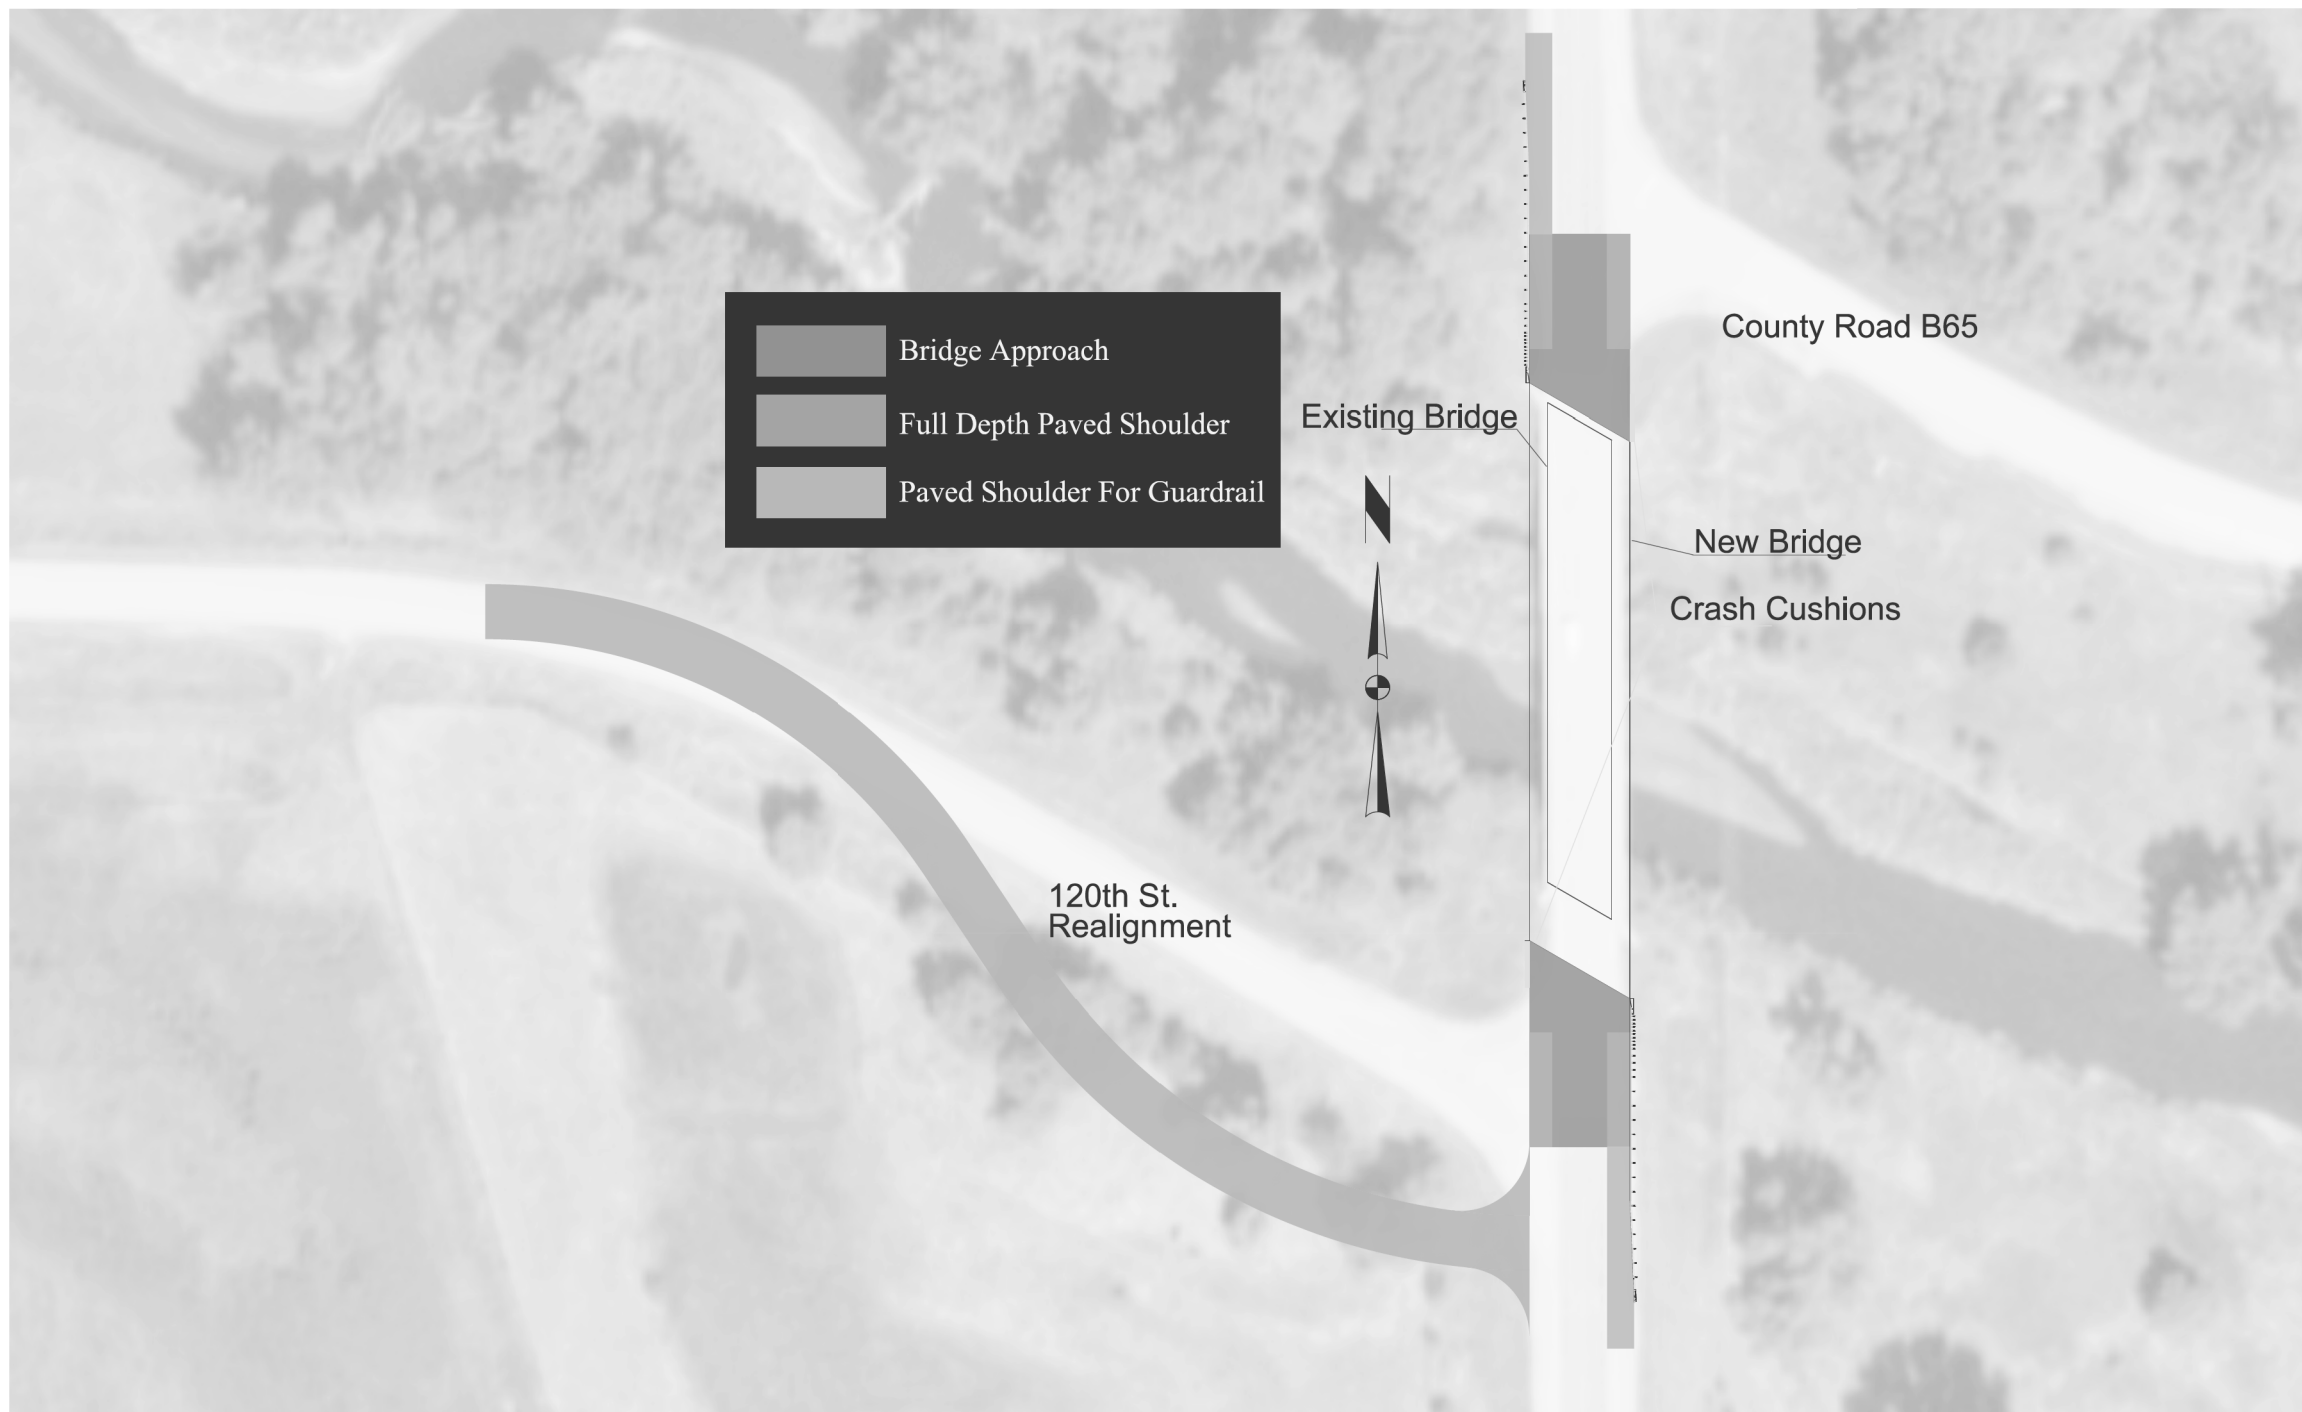 County Road B65
Bridge Approach
Existing Bridge
Full Depth Paved Shoulder
Paved Shoulder For Guardrail
N
New Bridge
Crash Cushions
120th St.
Realignment